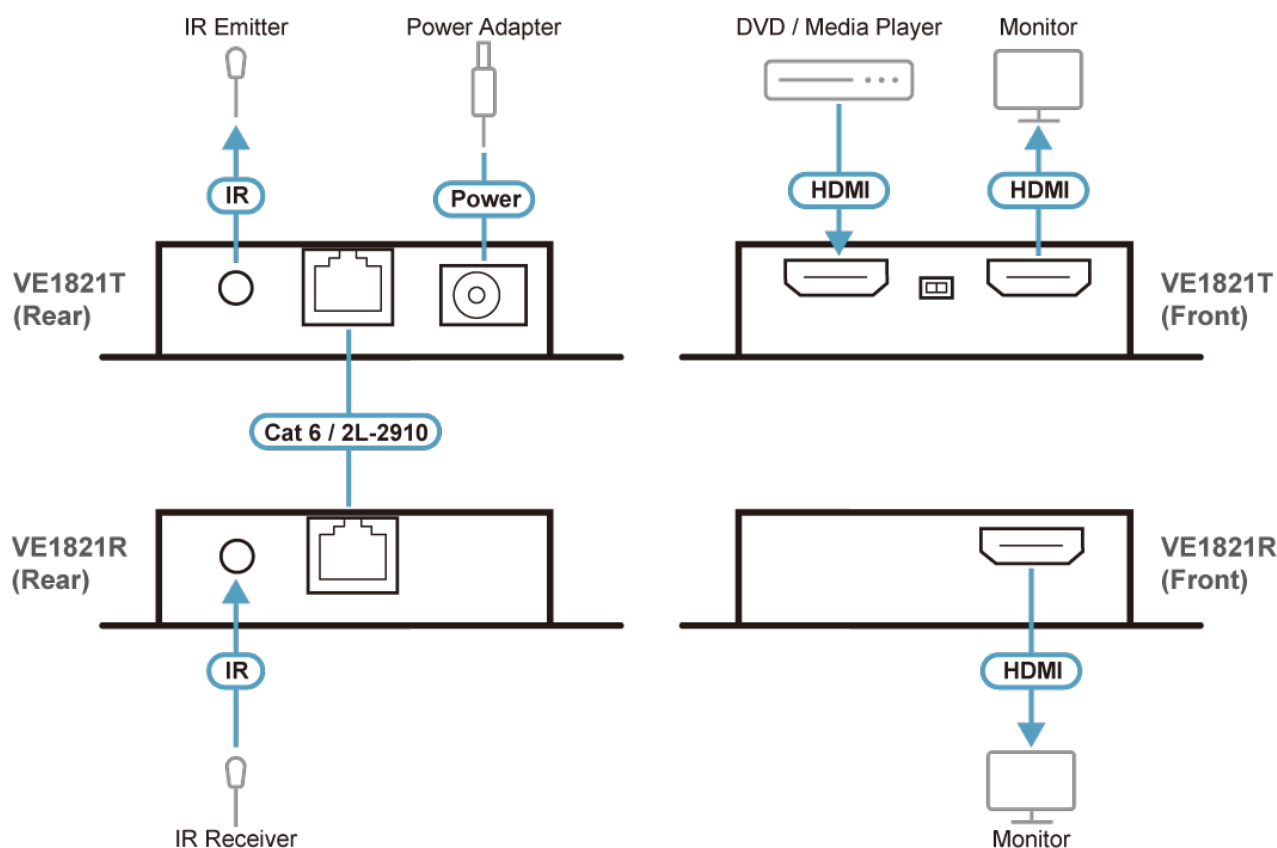 IR Emitter
Power Adapter
DVD / Media Player
Monitor
IR
Power
HDMI
HDMI
VE1821T
(Rear)
VE1821T
(Front)
Cat 6 / 2L-2910
VE1821R
(Rear)
VE1821R
(Front)
IR
HDMI
IR Receiver
Monitor